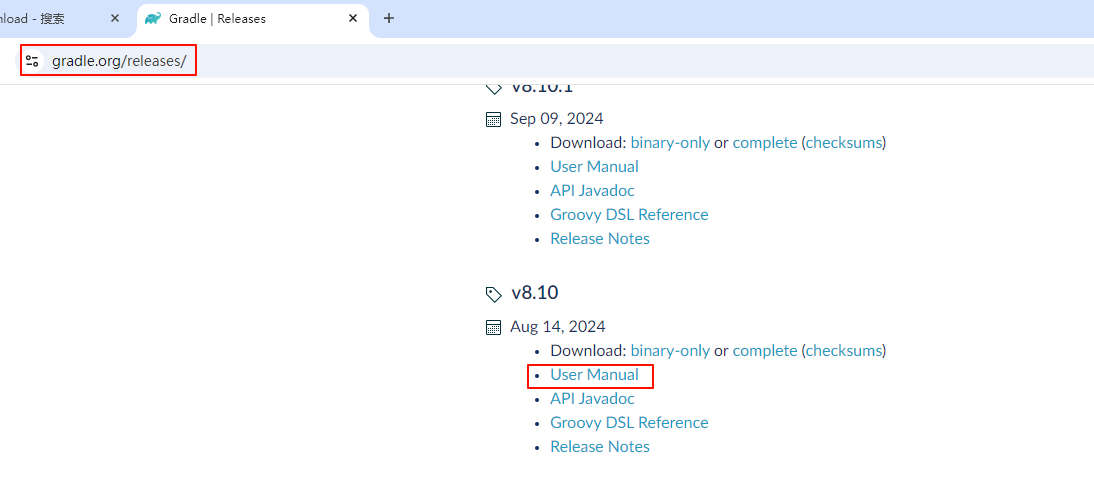 nload - 搜索
Gradle | Releases
gradle.org/releases/
v8.10.1
Sep 09, 2024
Download: binary-only or complete (checksums)
User Manual
API Javadoc
Groovy DSL Reference
Release Notes
v8.10
Aug 14, 2024
Download: binary-only or complete (checksums)
User Manual
API Javadoc
Groovy DSL Reference
Release Notes